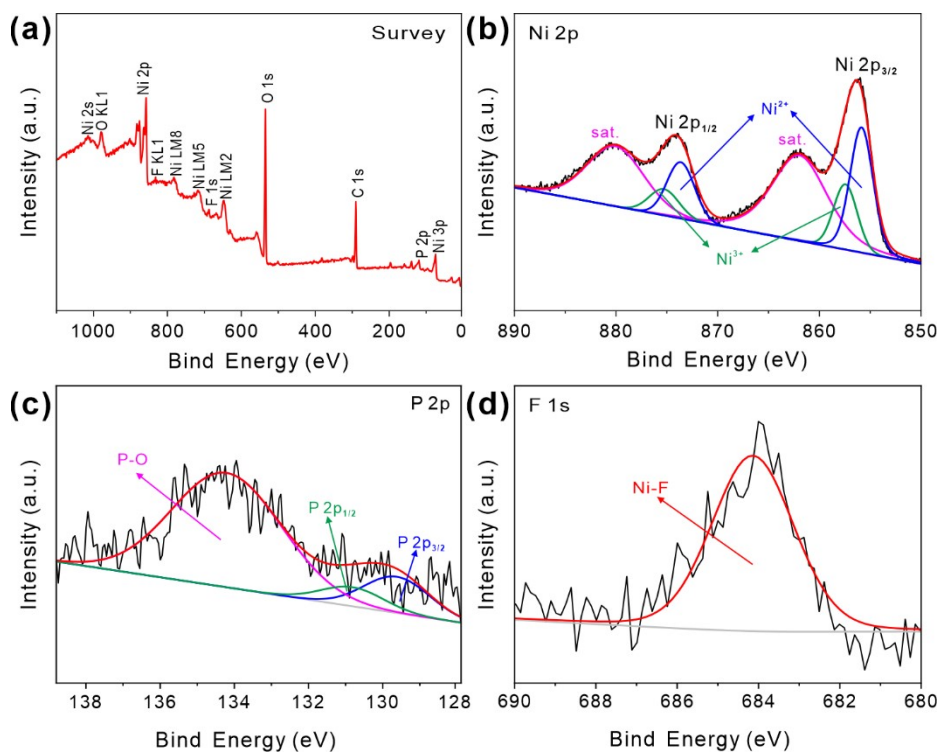 (a)
Survey
Intensity (a.u.)
Ni 2s
O KL1
Ni 2p
F KL1
Ni LM8
Ni LM5
F 1s
Ni LM2
O 1s
C 1s
P 2p
Ni 3p
1000 800 600 400 200 0
Bind Energy (eV)
(b)
Ni 2p
Intensity (a.u.)
sat.
Ni 2p1/2
Ni²⁺
sat.
Ni 2p3/2
Ni³⁺
890 880 870 860 850
Bind Energy (eV)
(c)
P 2p
Intensity (a.u.)
P-O
P 2p1/2
P 2p3/2
138 136 134 132 130 128
Bind Energy (eV)
(d)
F 1s
Intensity (a.u.)
Ni-F
690 688 686 684 682 680
Bind Energy (eV)